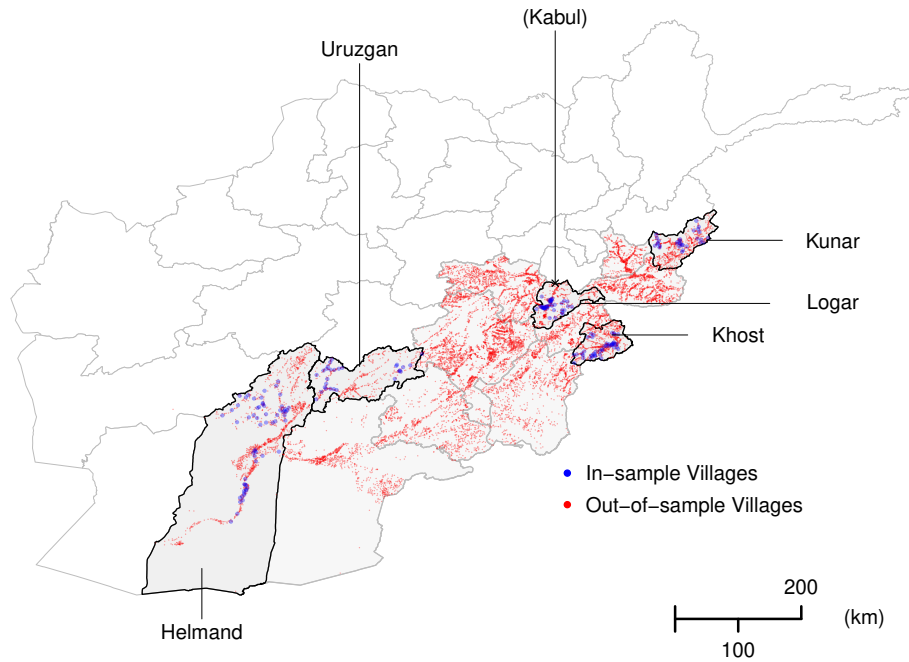 (Kabul)
Uruzgan
Kunar
Logar
Khost
In−sample Villages
Out−of−sample Villages
200
(km)
100
Helmand